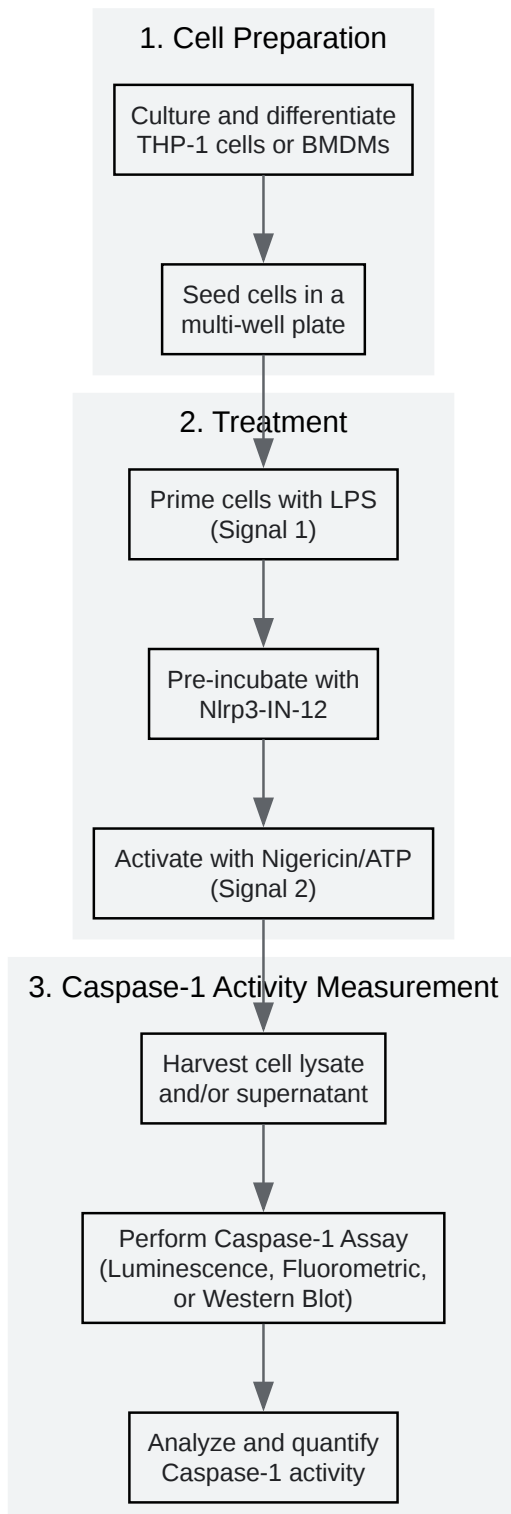 1. Cell Preparation
Culture and differentiate
THP-1 cells or BMDMs
Seed cells in a
multi-well plate
2. Treatment
Prime cells with LPS
(Signal 1)
Pre-incubate with
Nlrp3-IN-12
Activate with Nigericin/ATP
(Signal 2)
3. Caspase-1 Activity Measurement
Harvest cell lysate
and/or supernatant
Perform Caspase-1 Assay
(Luminescence, Fluorometric,
or Western Blot)
Analyze and quantify
Caspase-1 activity